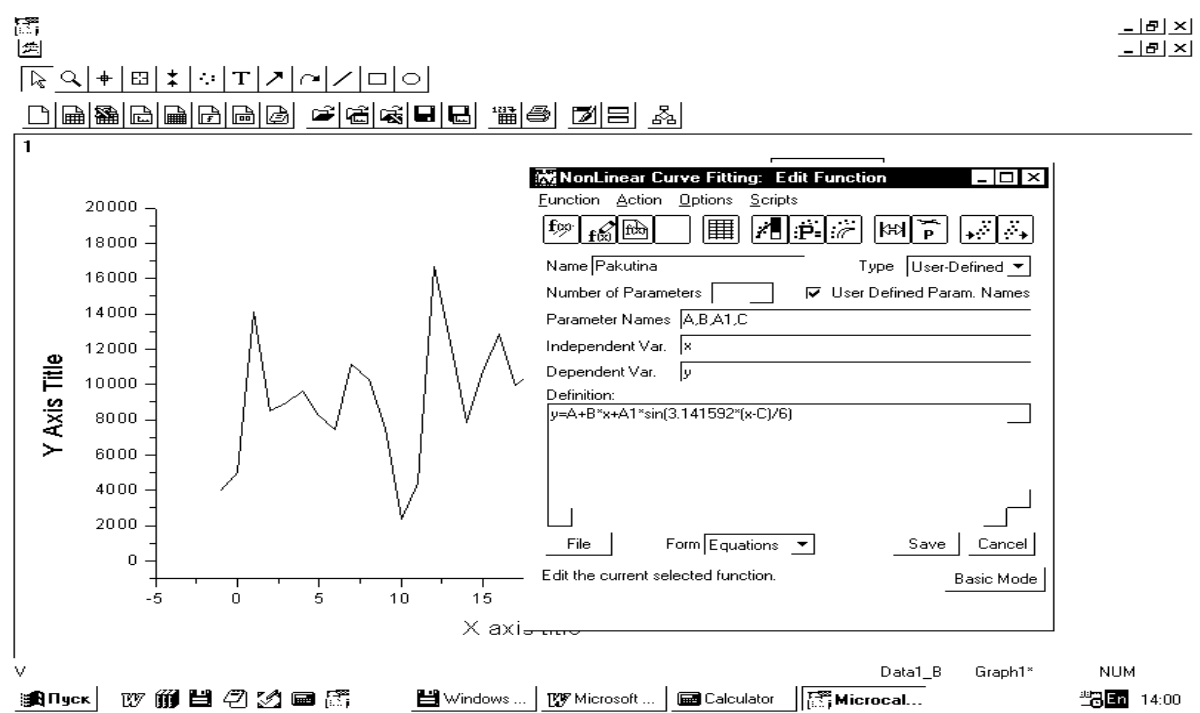 T
1
NonLinear Curve Fitting: Edit Function
Function Action Options Scripts
Name Pakutina Type User-Defined
Number of Parameters User Defined Param. Names
Parameter Names A,B,A1,C
Independent Var. x
Dependent Var. y
Definition:
y=A+B*x+A1*sin(3.141592*(x-C)/6)
File Form Equations Save Cancel
Edit the current selected function. Basic Mode
20000
18000
16000
14000
12000
10000
8000
6000
4000
2000
0
Y Axis Title
-5 0 5 10 15
X axis title
V Data1_B Graph1* NUM
Пуск Windows ... Microsoft ... Calculator Microcal... En 14:00